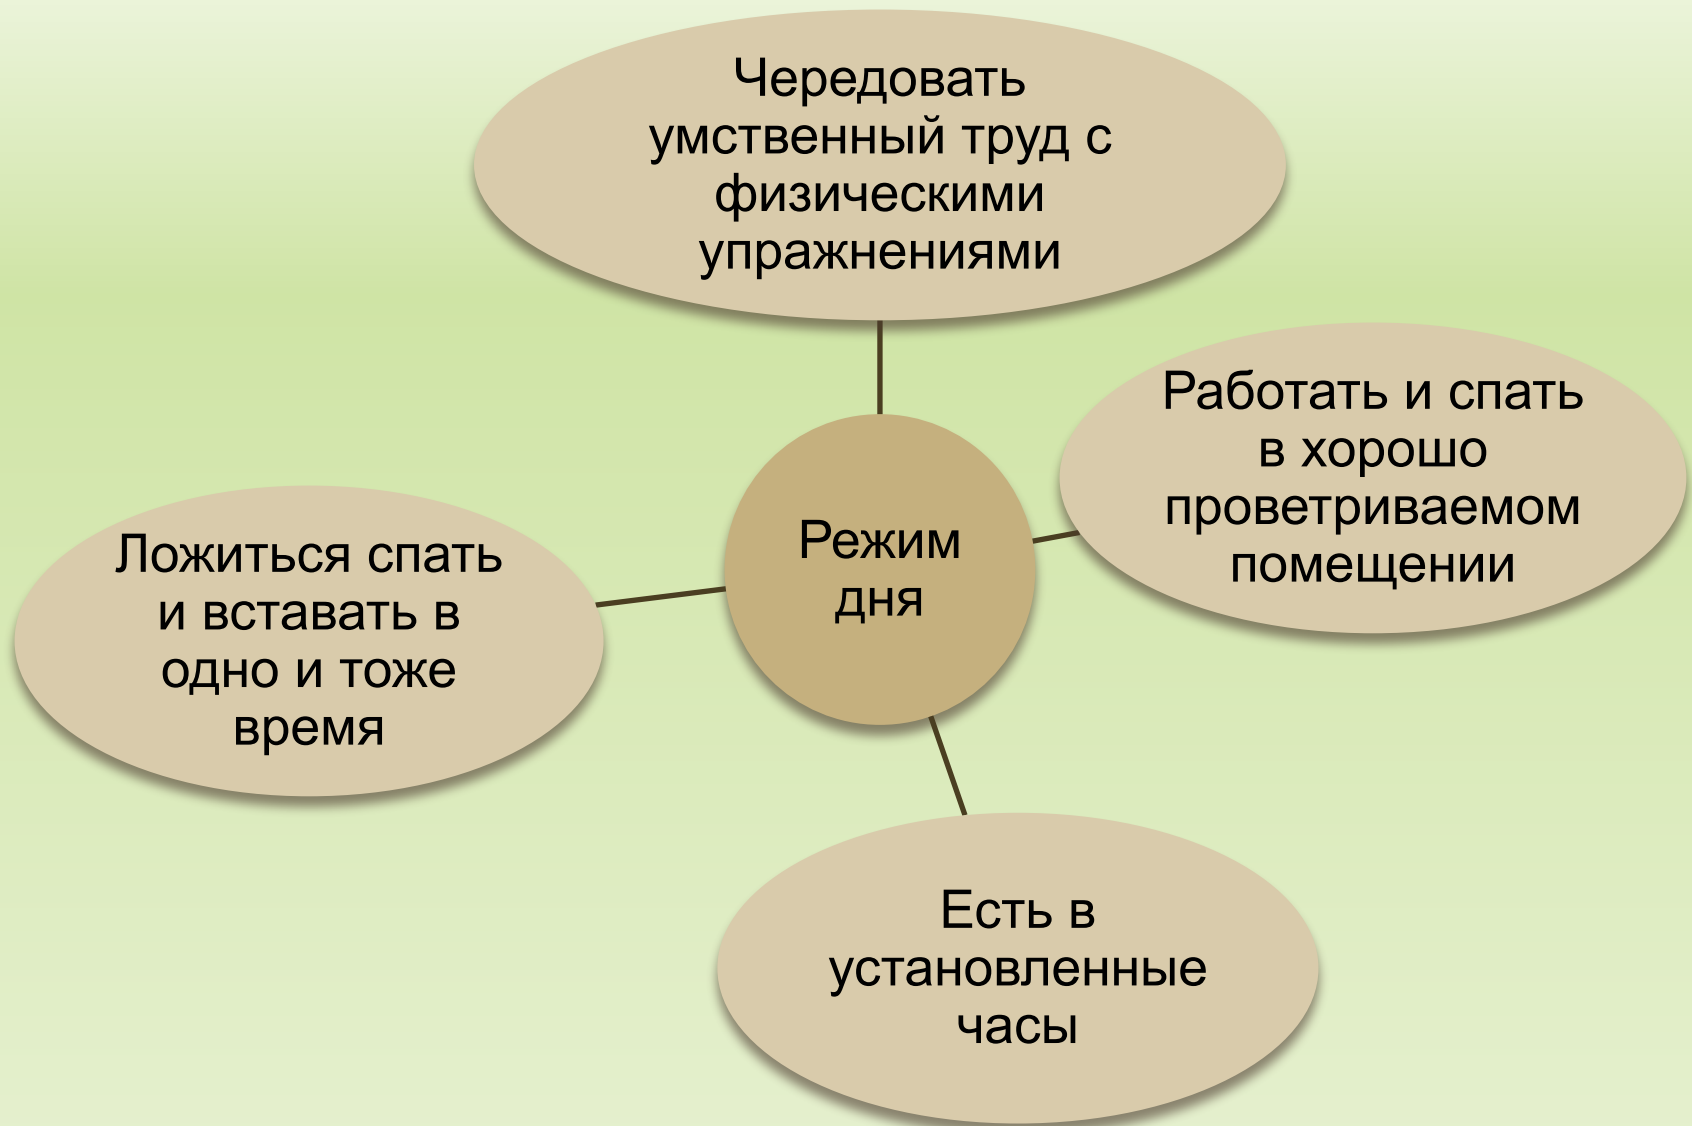 Чередовать
умственный труд с
физическими
упражнениями
Работать и спать
в хорошо
проветриваемом
помещении
Режим
дня
Ложиться спать
и вставать в
одно и тоже
время
Есть в
установленные
часы